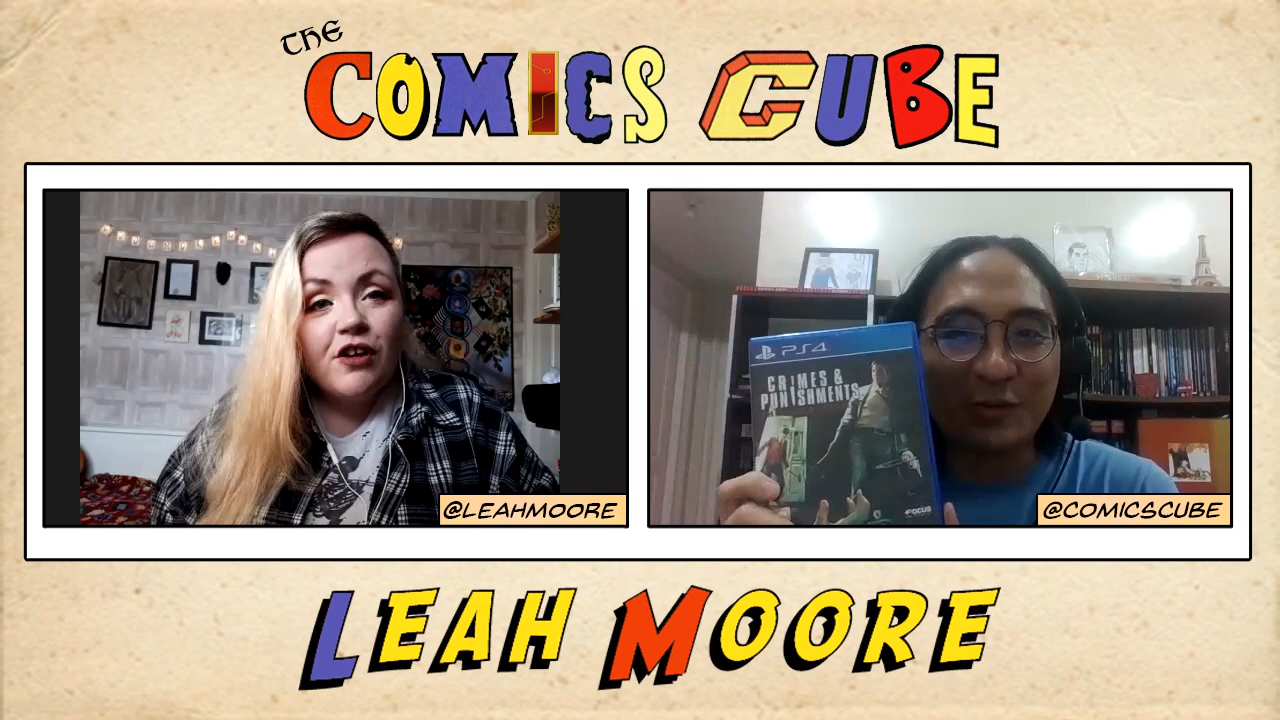 THE
COMICS CUBE
PS4
CRIMES &
PUNISHMENTS
FOCUS
@LEAHMOORE
@COMICSCUBE
LEAH MOORE